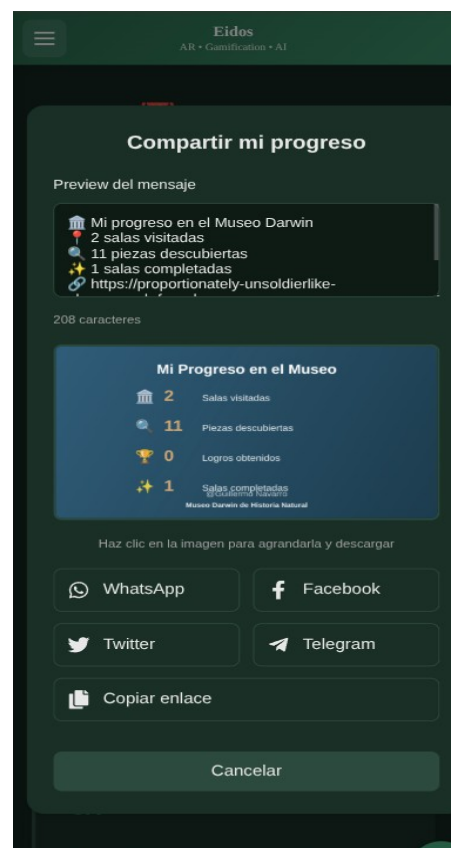 Eidos
AR • Gamification • AI
Compartir mi progreso
Preview del mensaje
🏛️ Mi progreso en el Museo Darwin
📍 2 salas visitadas
🔍 11 piezas descubiertas
✨ 1 salas completadas
🔗 https://proportionately-unsoldierlike-
208 caracteres
Mi Progreso en el Museo
🏛️ 2 Salas visitadas
🔍 11 Piezas descubiertas
🏆 0 Logros obtenidos
✨ 1 Salas completadas
@Guillermo Navarro
Museo Darwin de Historia Natural
Haz clic en la imagen para agrandarla y descargar
WhatsApp
Facebook
Twitter
Telegram
Copiar enlace
Cancelar